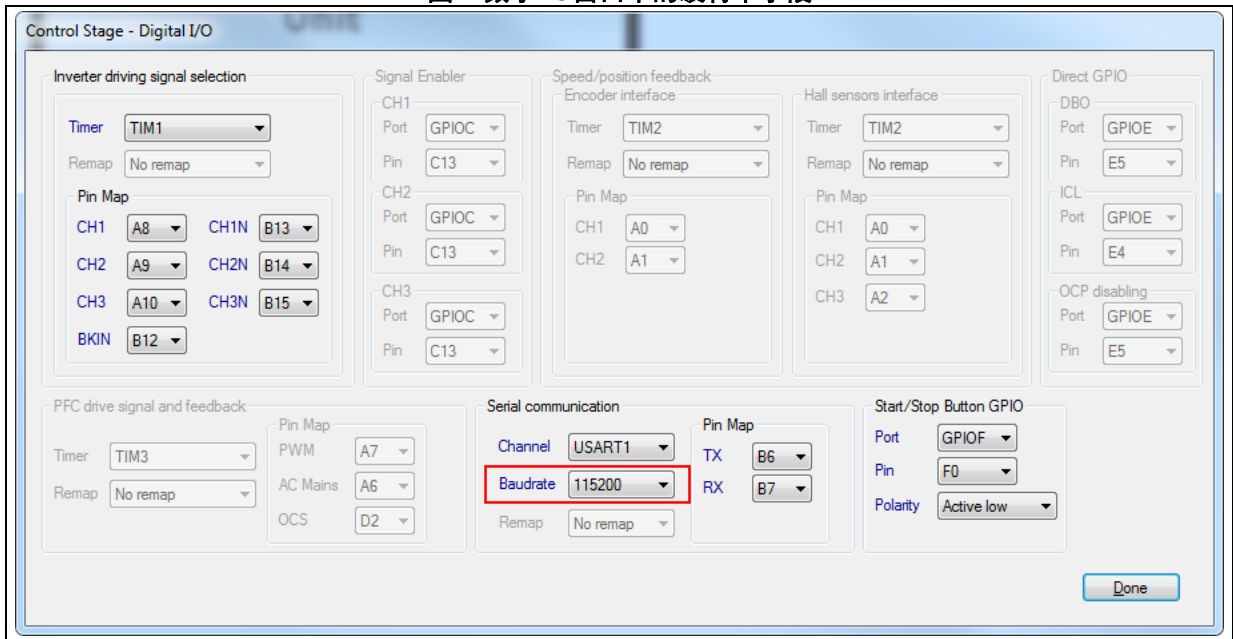 Control Stage - Digital I/O
Inverter driving signal selection
Timer TIM1
Remap No remap
Pin Map
CH1 A8 CH1N B13
CH2 A9 CH2N B14
CH3 A10 CH3N B15
BKIN B12
Signal Enabler
CH1
Port GPIOC
Pin C13
CH2
Port GPIOC
Pin C13
CH3
Port GPIOC
Pin C13
Speed/position feedback
Encoder interface
Timer TIM2
Remap No remap
Pin Map
CH1 A0
CH2 A1
Hall sensors interface
Timer TIM2
Remap No remap
Pin Map
CH1 A0
CH2 A1
CH3 A2
Direct GPIO
DBO
Port GPIOE
Pin E5
ICL
Port GPIOE
Pin E4
OCP disabling
Port GPIOE
Pin E5
PFC drive signal and feedback
Timer TIM3
Remap No remap
Pin Map
PWM A7
AC Mains A6
OCS D2
Serial communication
Channel USART1
Baudrate 115200
Remap No remap
Pin Map
TX B6
RX B7
Start/Stop Button GPIO
Port GPIOF
Pin F0
Polarity Active low
Done